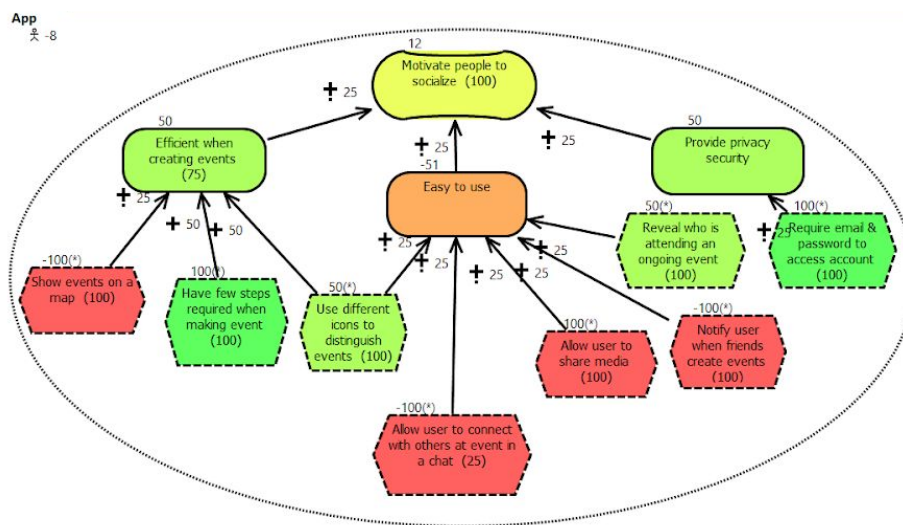 App
-8
12
Motivate people to
socialize (100)
25
50
Efficient when
creating events
(75)
25
25
50
Provide privacy
security
-51
Easy to use
25
50
50
25
25
25
25
25
25
50(*)
Reveal who is
attending an
ongoing event
(100)
100(*)
Require email &
password to
access account
(100)
-100(*)
Show events on a
map (100)
100(*)
Have few steps
required when
making event
(100)
50(*)
Use different
icons to
distinguish
events (100)
100(*)
Allow user to
share media
(100)
-100(*)
Notify user
when friends
create events
(100)
-100(*)
Allow user to connect
with others at event in
a chat (25)